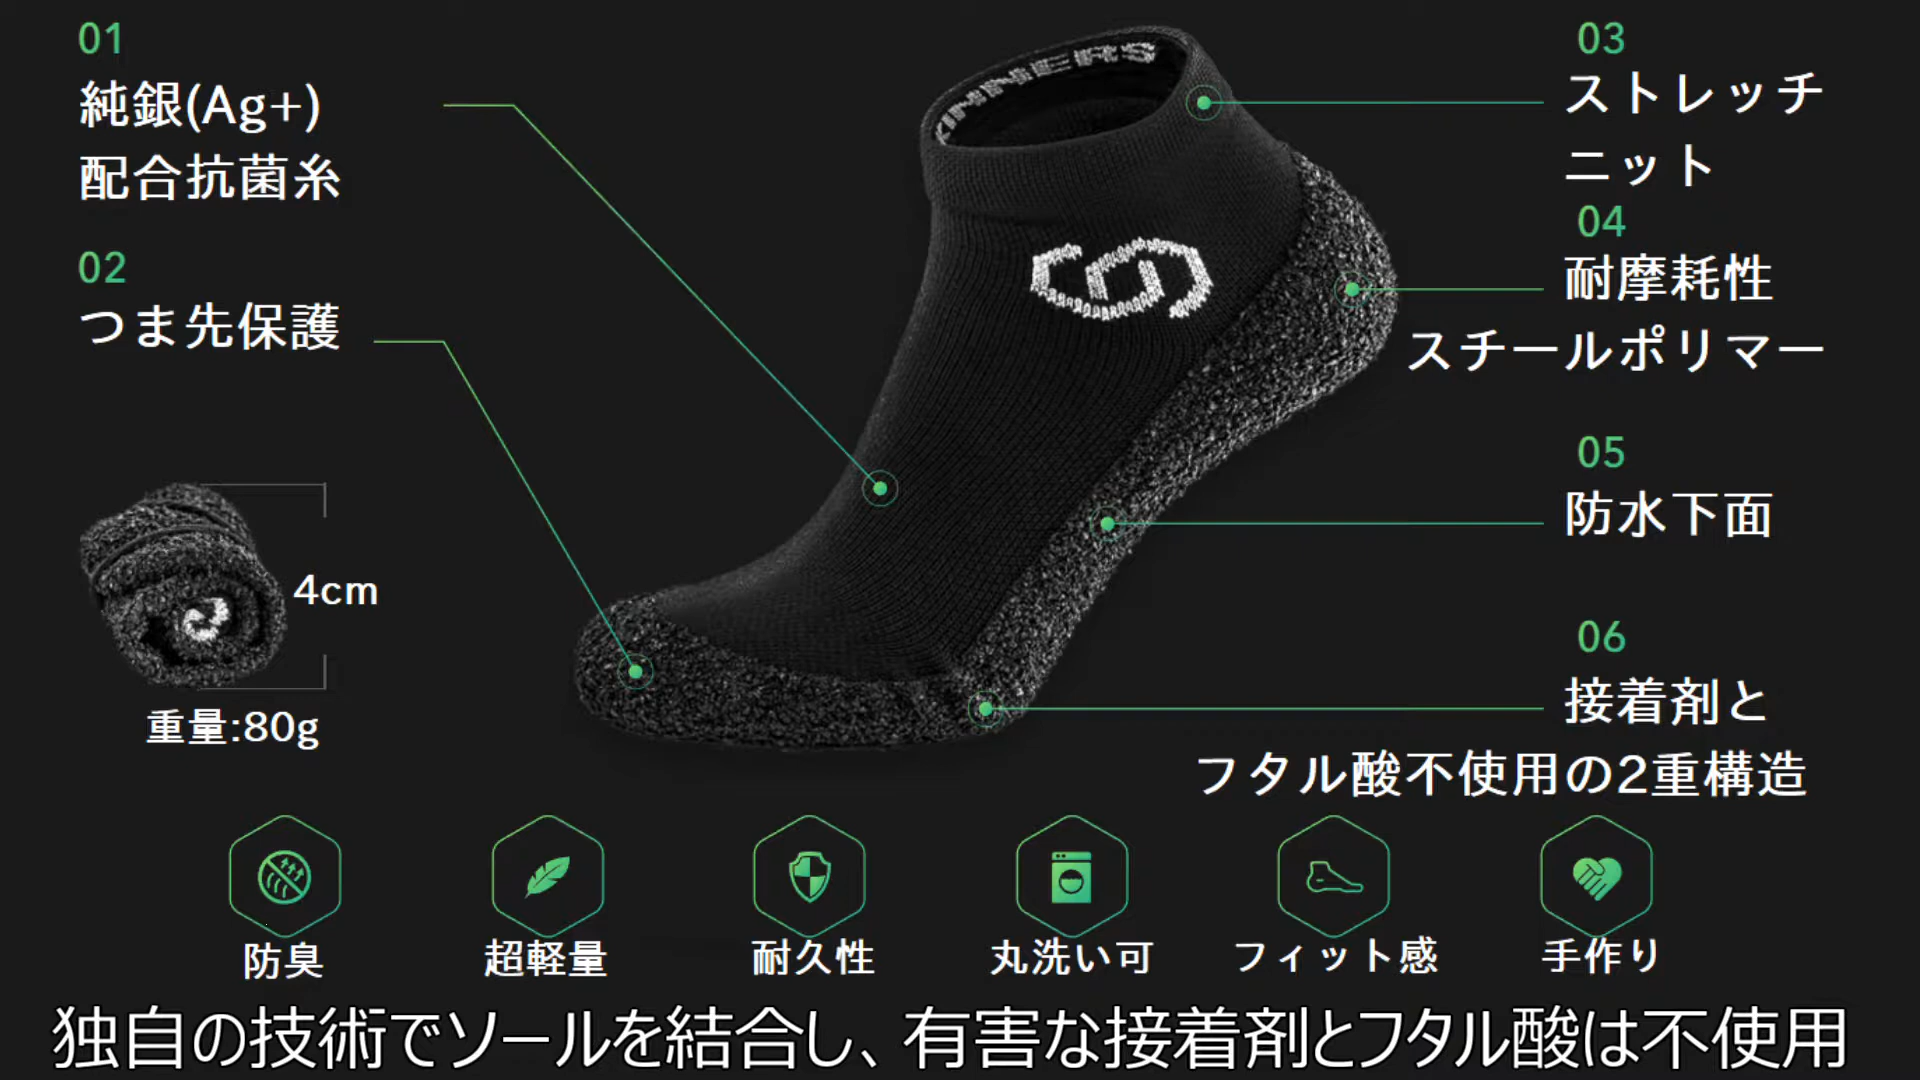 01
純銀(Ag+)
配合抗菌糸
02
つま先保護
03
ストレッチ
ニット
04
耐摩耗性
スチールポリマー
05
防水下面
06
接着剤と
フタル酸不使用の2重構造
4cm
重量:80g
防臭
超軽量
耐久性
丸洗い可
フィット感
手作り
独自の技術でソールを結合し、有害な接着剤とフタル酸は不使用